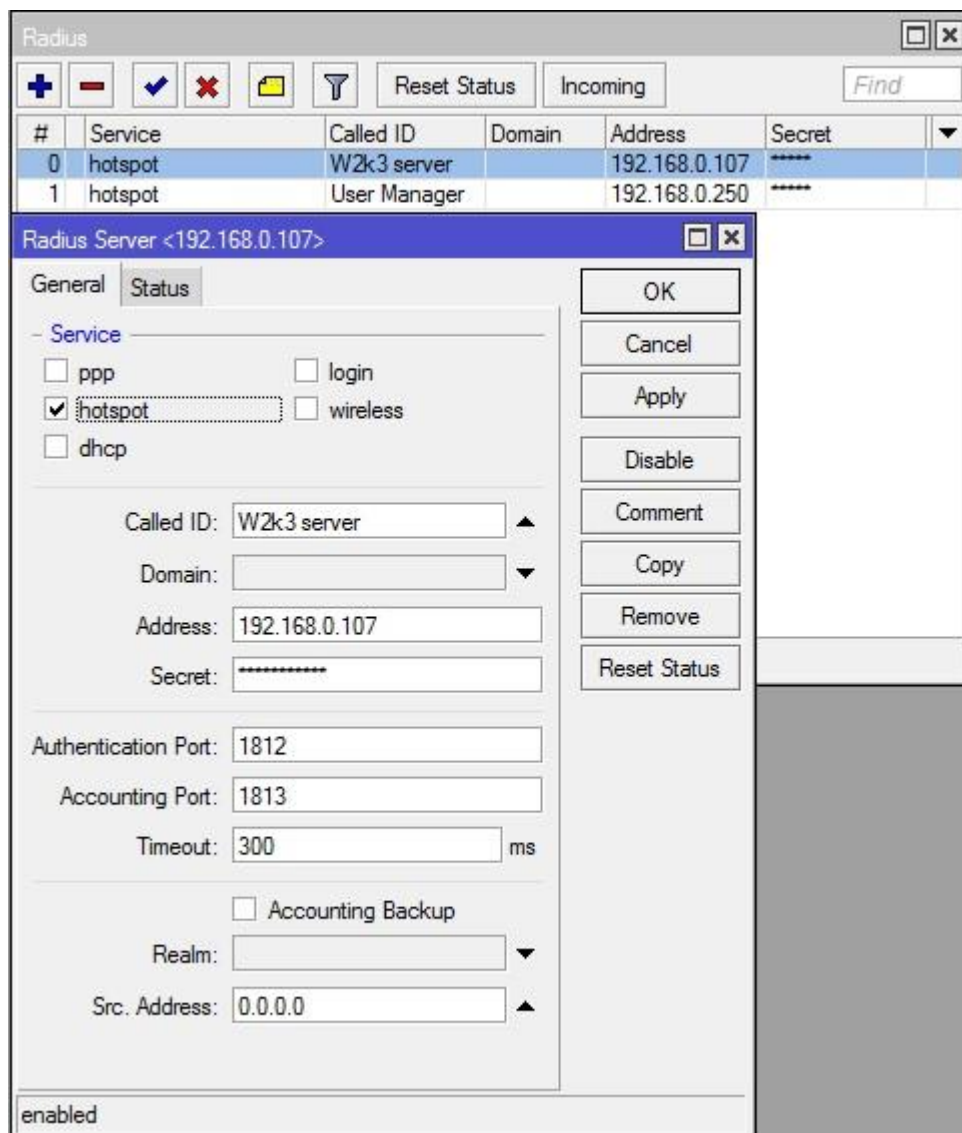 Radius
Reset Status Incoming Find
# Service Called ID Domain Address Secret
0 hotspot W2k3 server 192.168.0.107 *****
1 hotspot User Manager 192.168.0.250 *****
Radius Server <192.168.0.107>
General Status
OK
Service
Cancel
ppp login
Apply
hotspot wireless
dhcp
Disable
Called ID: W2k3 server
Comment
Domain:
Copy
Address: 192.168.0.107
Remove
Secret: ***********
Reset Status
Authentication Port: 1812
Accounting Port: 1813
Timeout: 300 ms
Accounting Backup
Realm:
Src. Address: 0.0.0.0
enabled